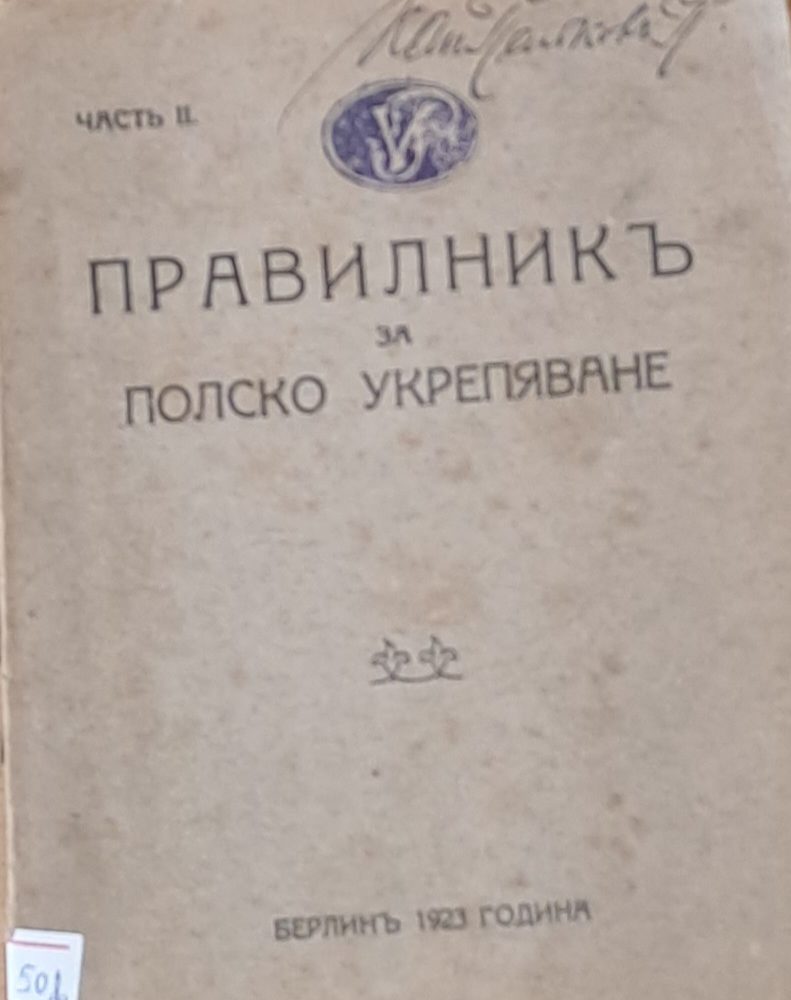 ЧАСТЬ II.
ПРАВИЛНИКЪ
ЗА
ПОЛСКО УКРЕПЯВАНЕ
БЕРЛИНЪ 1923 ГОДИНА